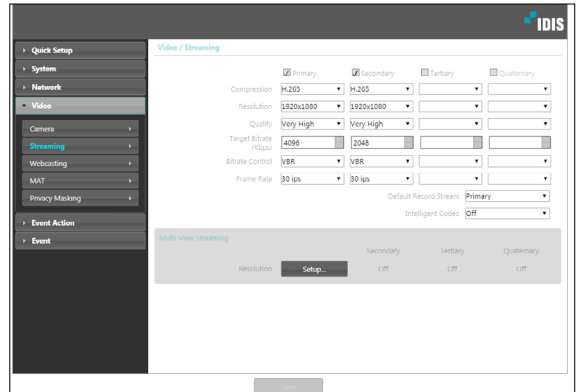 IDIS
Quick Setup
System
Network
Video
Camera
Streaming
Webcasting
MAT
Privacy Masking
Event Action
Event
Video / Streaming
Primary Secondary Tertiary Quaternary
Compression H.265 H.265
Resolution 1920x1080 1920x1080
Quality Very High Very High
Target Bitrate
(Kbps) 4096 2048
Bitrate Control VBR VBR
Frame Rate 30 ips 30 ips
Default Record Stream Primary
Intelligent Codec Off
Multi-View Streaming
Secondary Tertiary Quaternary
Resolution Setup... Off Off Off
Save